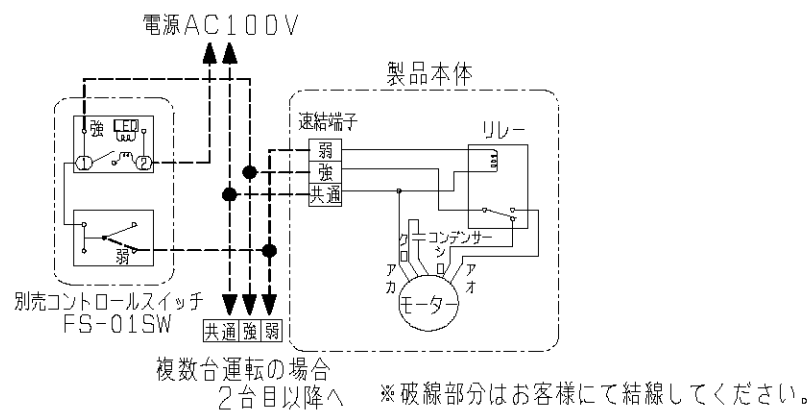 電源AC100V
製品本体
速結端子
リレー
弱
強
共通
強
LED
①
②
弱
クロ
コンデンサー
シロ
アカ
アオ
モーター
別売コントロールスイッチ
FS-01SW
共通 強 弱
複数台運転の場合
2台目以降へ
※破線部分はお客様にて結線してください。